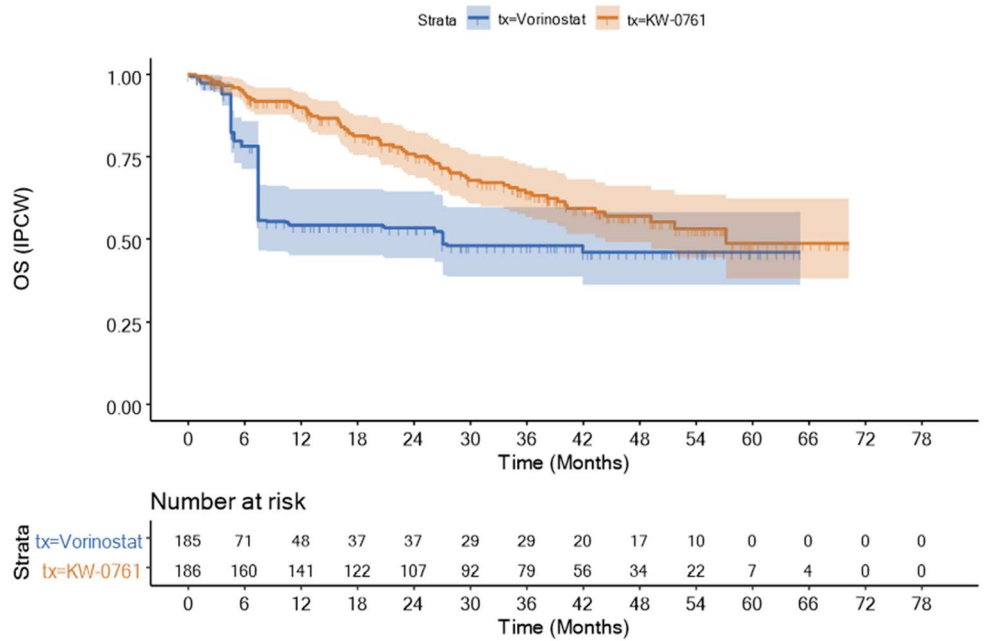 Strata tx=Vorinostat tx=KW-0761
OS (IPCW)
1.00
0.75
0.50
0.25
0.00
0 6 12 18 24 30 36 42 48 54 60 66 72 78
Time (Months)
Number at risk
Strata
tx=Vorinostat 185 71 48 37 37 29 29 20 17 10 0 0 0 0
tx=KW-0761 186 160 141 122 107 92 79 56 34 22 7 4 0 0
0 6 12 18 24 30 36 42 48 54 60 66 72 78
Time (Months)